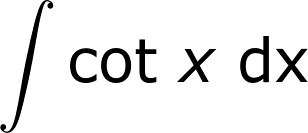 ∫ cot x dx